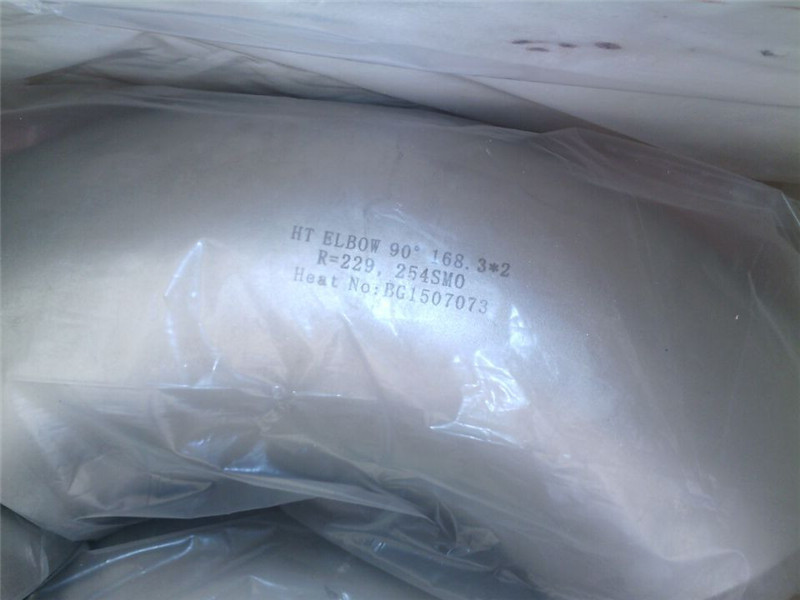 HT ELBOW 90° 168.3*2
R=229, 254SMO
Heat No:BG1507073